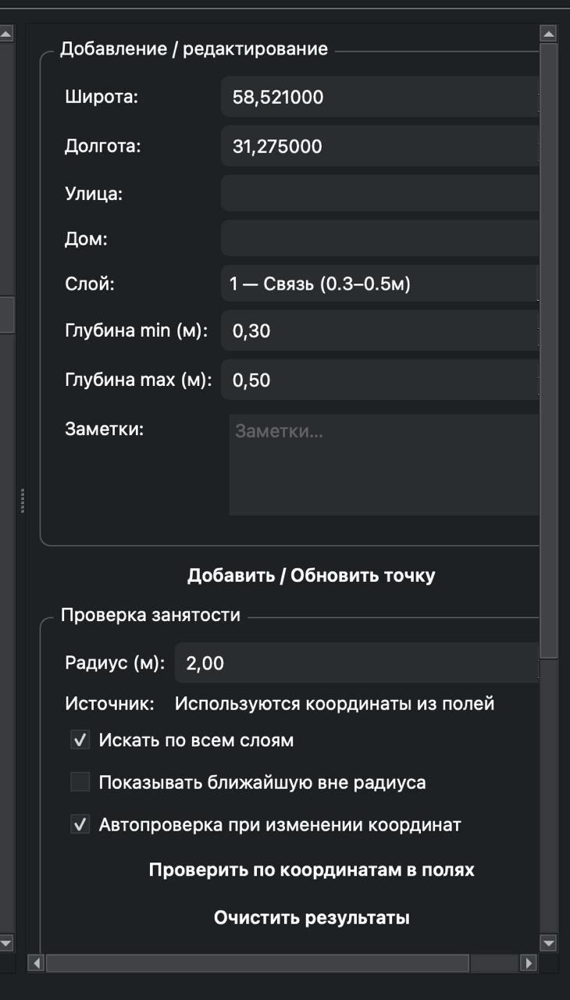 Добавление / редактирование
Широта: 58,521000
Долгота: 31,275000
Улица:
Дом:
Слой: 1 — Связь (0.3–0.5м)
Глубина min (м): 0,30
Глубина max (м): 0,50
Заметки: Заметки...
Добавить / Обновить точку
Проверка занятости
Радиус (м): 2,00
Источник: Используются координаты из полей
Искать по всем слоям
Показывать ближайшую вне радиуса
Автопроверка при изменении координат
Проверить по координатам в полях
Очистить результаты